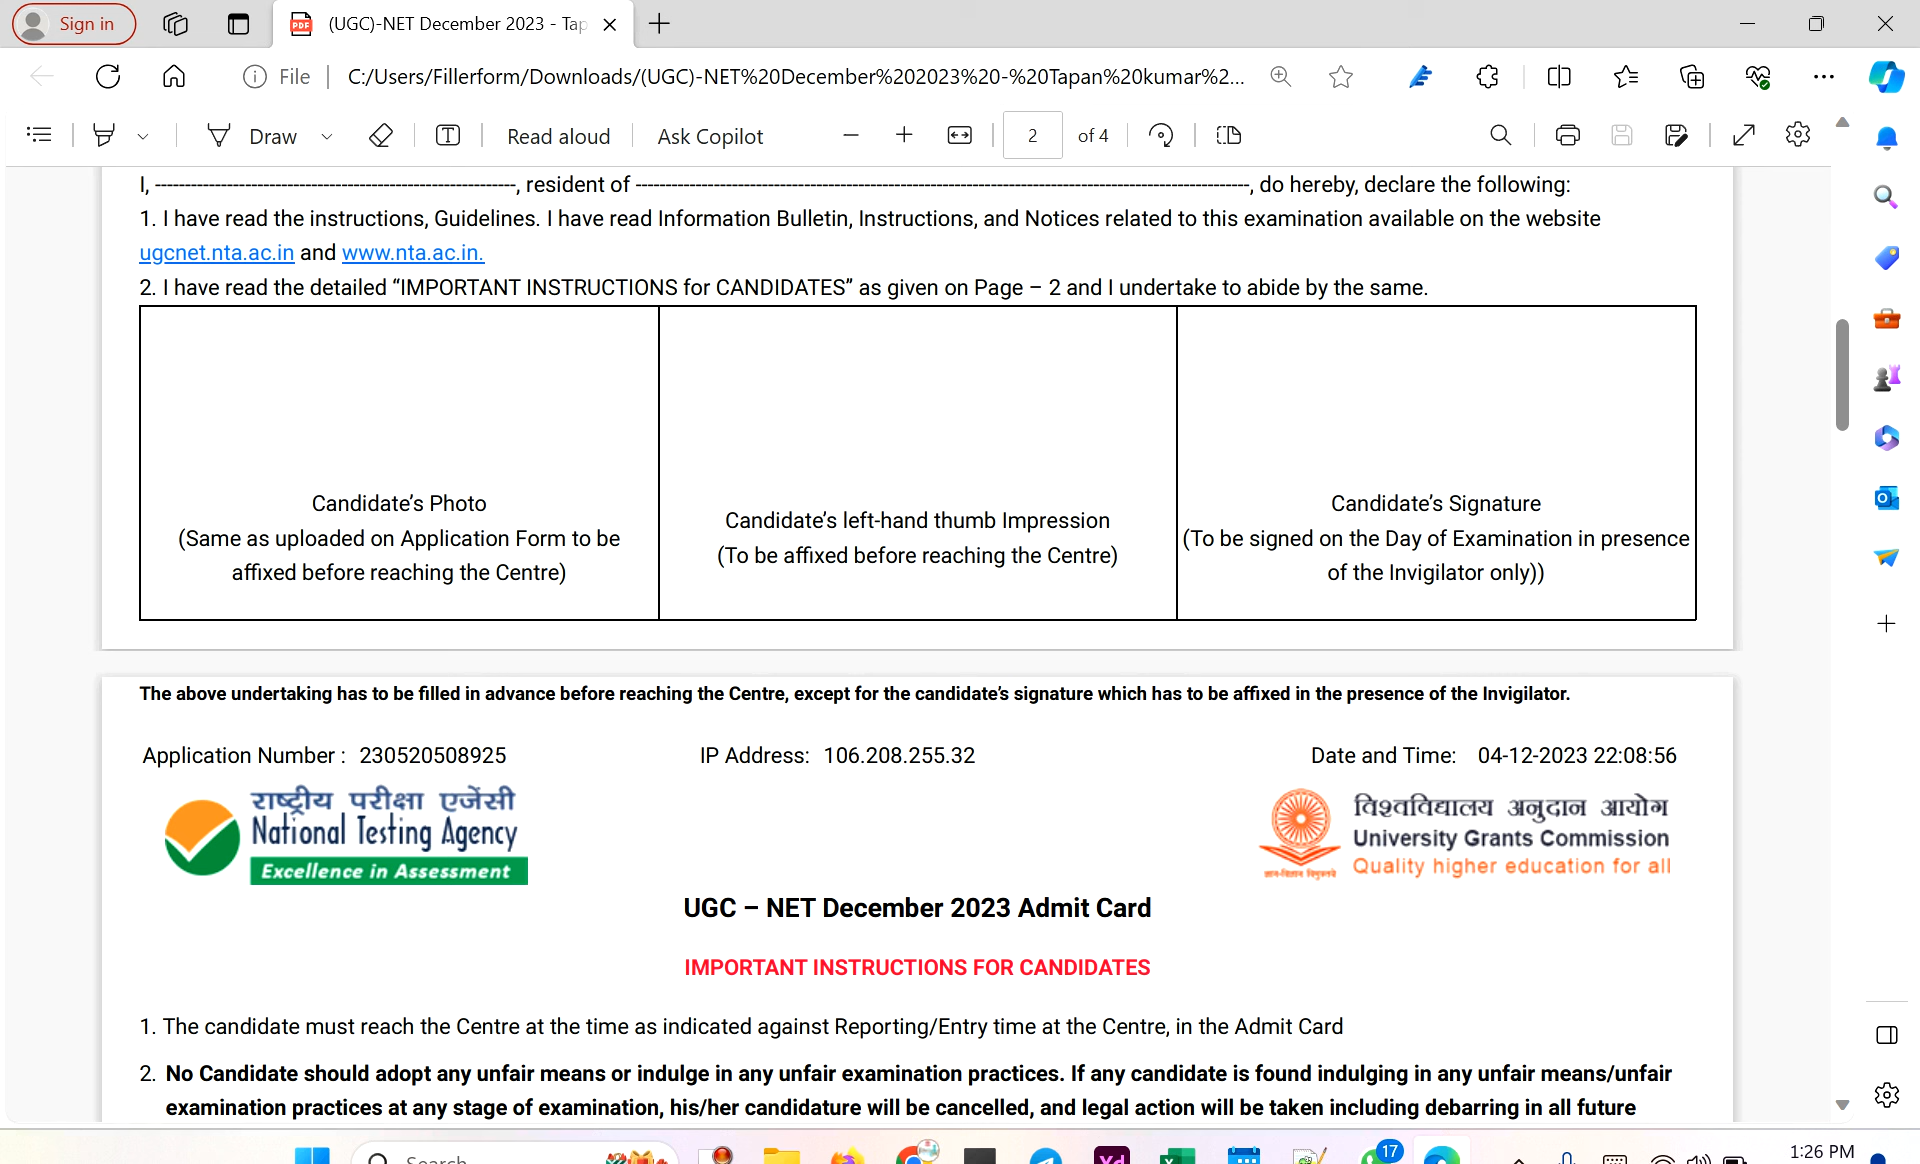 Sign in
(UGC)-NET December 2023 - Tap
File
C:/Users/Fillerform/Downloads/(UGC)-NET%20December%202023%20-%20Tapan%20kumar%2...
Draw
Read aloud
Ask Copilot
2
of 4
I, ----------------------------------------------------------, resident of ----------------------------------------------------------------------------------------------------, do hereby, declare the following:
1. I have read the instructions, Guidelines. I have read Information Bulletin, Instructions, and Notices related to this examination available on the website
ugcnet.nta.ac.in and www.nta.ac.in.
2. I have read the detailed “IMPORTANT INSTRUCTIONS for CANDIDATES” as given on Page – 2 and I undertake to abide by the same.
Candidate’s Photo
(Same as uploaded on Application Form to be
affixed before reaching the Centre)
Candidate’s left-hand thumb Impression
(To be affixed before reaching the Centre)
Candidate’s Signature
(To be signed on the Day of Examination in presence
of the Invigilator only))
The above undertaking has to be filled in advance before reaching the Centre, except for the candidate’s signature which has to be affixed in the presence of the Invigilator.
Application Number : 230520508925
IP Address: 106.208.255.32
Date and Time: 04-12-2023 22:08:56
राष्ट्रीय परीक्षा एजेंसी
National Testing Agency
Excellence in Assessment
विश्वविद्यालय अनुदान आयोग
University Grants Commission
Quality higher education for all
ज्ञान-विज्ञान विमुक्तये
UGC – NET December 2023 Admit Card
IMPORTANT INSTRUCTIONS FOR CANDIDATES
1. The candidate must reach the Centre at the time as indicated against Reporting/Entry time at the Centre, in the Admit Card
2. No Candidate should adopt any unfair means or indulge in any unfair examination practices. If any candidate is found indulging in any unfair means/unfair
examination practices at any stage of examination, his/her candidature will be cancelled, and legal action will be taken including debarring in all future
Search
Xd
17
1:26 PM